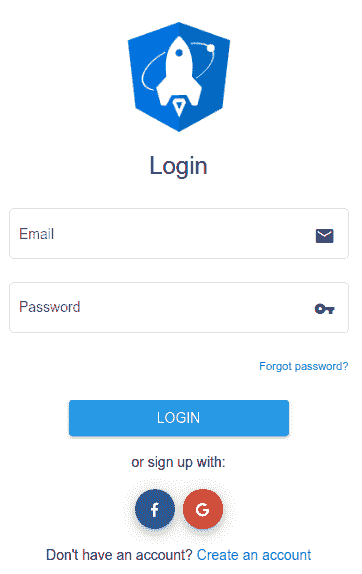 Login
Email
Password
Forgot password?
LOGIN
or sign up with:
f G
Don't have an account? Create an account